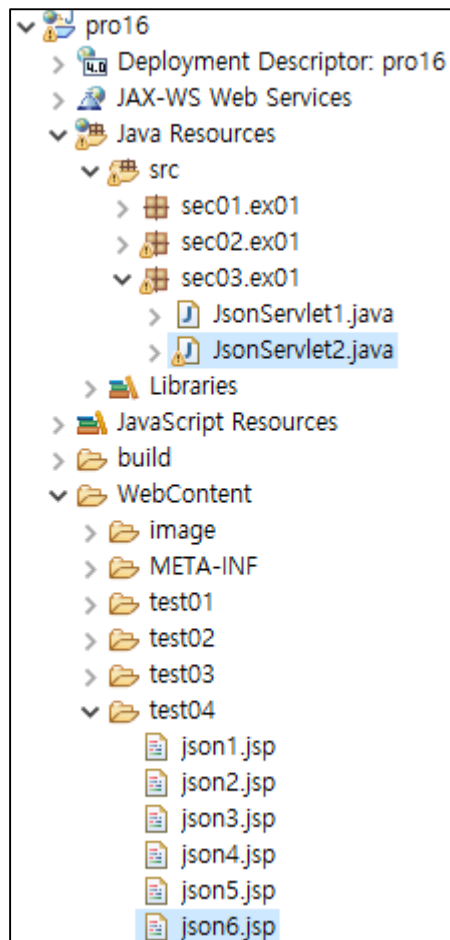 pro16
4.0 Deployment Descriptor: pro16
JAX-WS Web Services
Java Resources
src
sec01.ex01
sec02.ex01
sec03.ex01
J JsonServlet1.java
J JsonServlet2.java
Libraries
JavaScript Resources
build
WebContent
image
META-INF
test01
test02
test03
test04
json1.jsp
json2.jsp
json3.jsp
json4.jsp
json5.jsp
json6.jsp